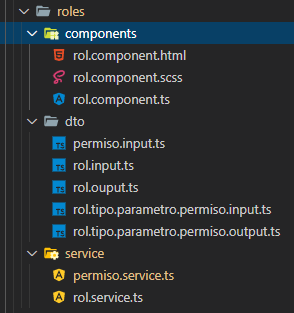 roles
components
rol.component.html
rol.component.scss
rol.component.ts
dto
permiso.input.ts
rol.input.ts
rol.ouput.ts
rol.tipo.parametro.permiso.input.ts
rol.tipo.parametro.permiso.output.ts
service
permiso.service.ts
rol.service.ts